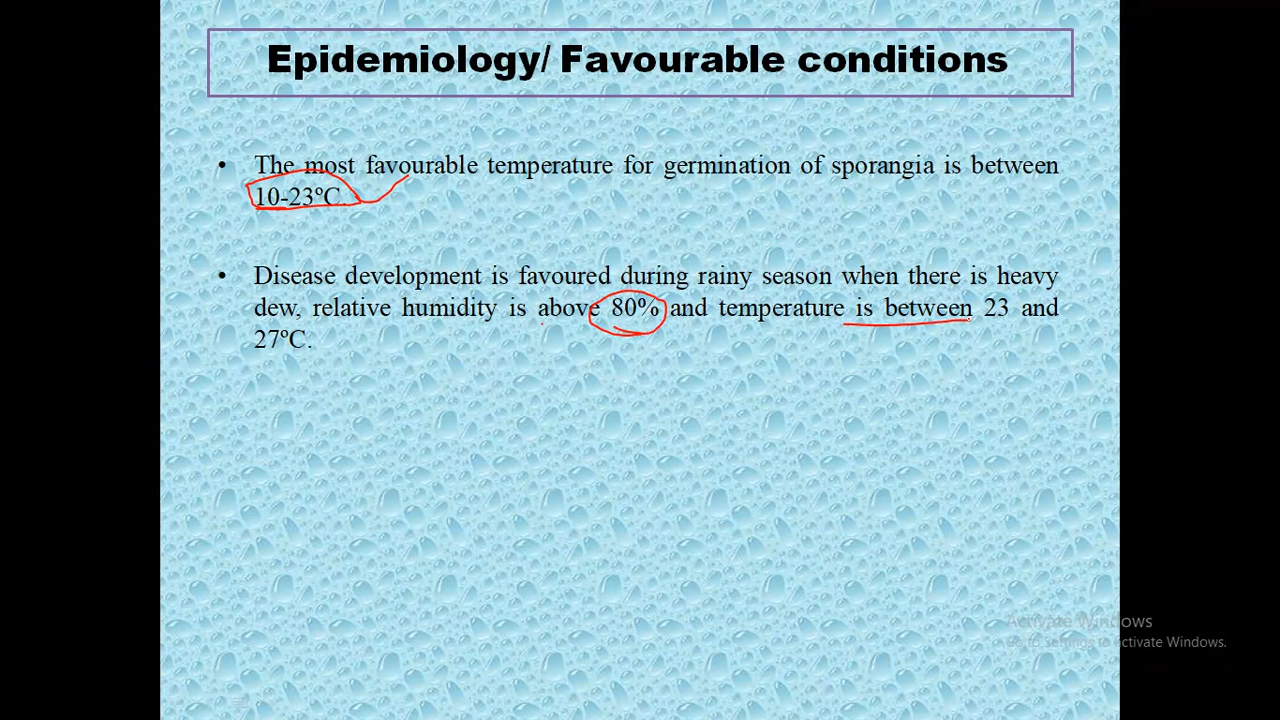 Epidemiology/ Favourable conditions
• The most favourable temperature for germination of sporangia is between
10-23ºC.
• Disease development is favoured during rainy season when there is heavy
dew, relative humidity is above 80% and temperature is between 23 and
27ºC.
Activate Windows
Go to Settings to activate Windows.